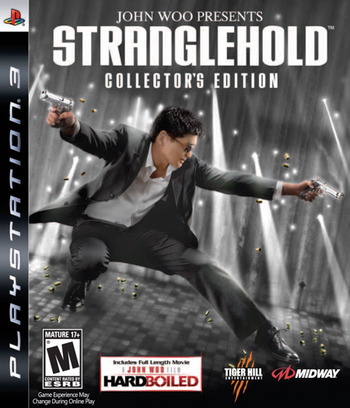 JOHN WOO PRESENTS
STRANGLEHOLD™
COLLECTOR'S EDITION
PLAYSTATION 3
MATURE 17+
M
CONTENT RATED BY
ESRB
Game Experience May
Change During Online Play
Includes Full Length Movie
A JOHN WOO FILM
HARDBOILED
TIGER HILL
ENTERTAINMENT
MIDWAY